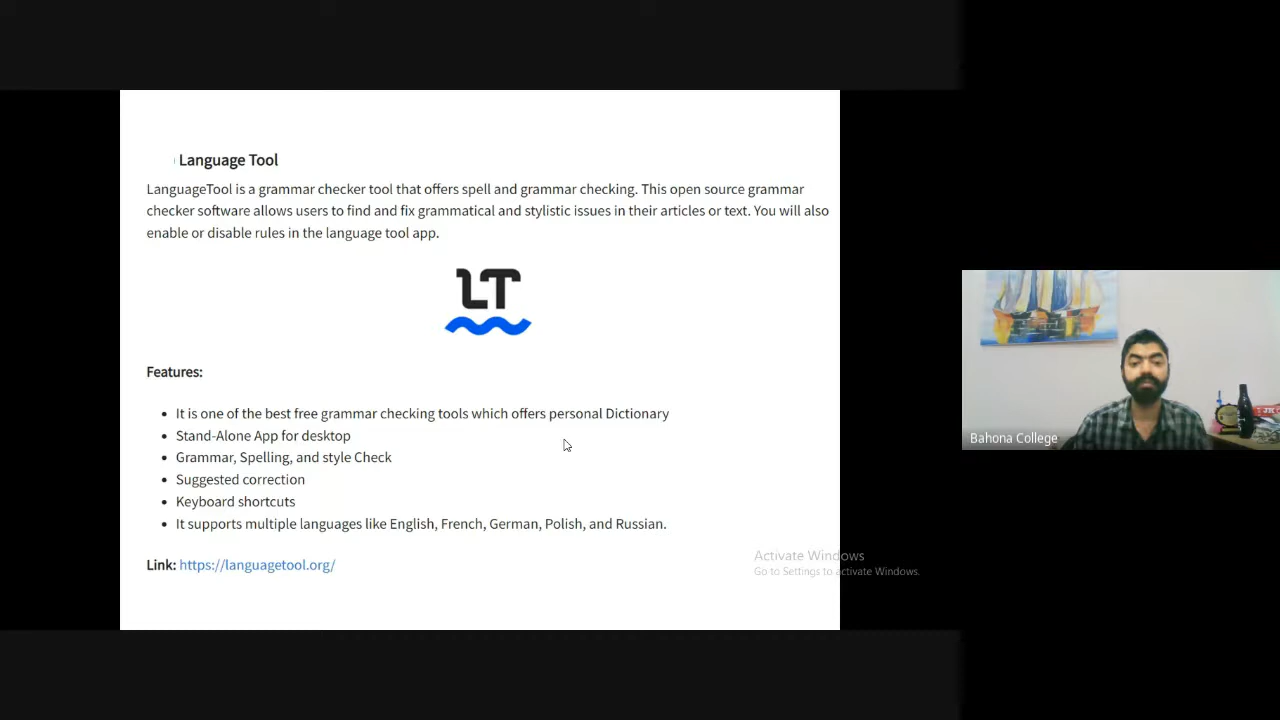 Language Tool
LanguageTool is a grammar checker tool that offers spell and grammar checking. This open source grammar
checker software allows users to find and fix grammatical and stylistic issues in their articles or text. You will also
enable or disable rules in the language tool app.
LT
Features:
• It is one of the best free grammar checking tools which offers personal Dictionary
• Stand-Alone App for desktop
• Grammar, Spelling, and style Check
• Suggested correction
• Keyboard shortcuts
• It supports multiple languages like English, French, German, Polish, and Russian.
Link: https://languagetool.org/
Activate Windows
Go to Settings to activate Windows.
Bahona College